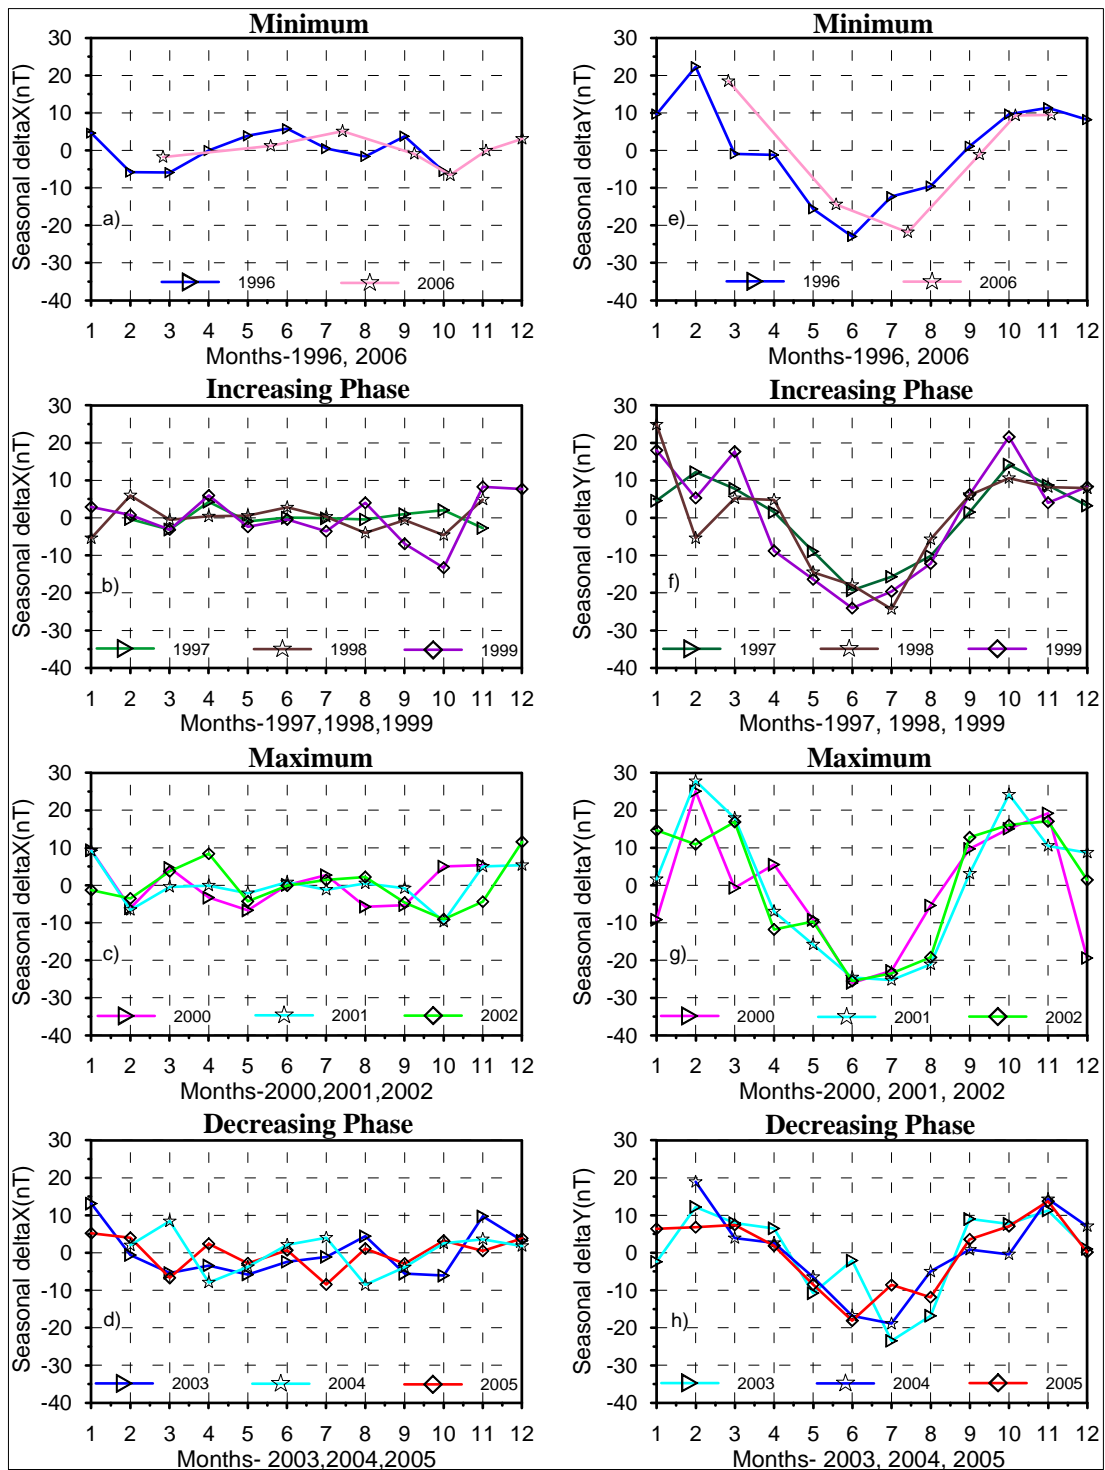 Minimum
Seasonal deltaX(nT)
30
20
10
0
-10
-20
-30
-40
a)
1996
2006
1 2 3 4 5 6 7 8 9 10 11 12
Months-1996, 2006
Minimum
Seasonal deltaY(nT)
30
20
10
0
-10
-20
-30
-40
e)
1996
2006
1 2 3 4 5 6 7 8 9 10 11 12
Months-1996, 2006
Increasing Phase
Seasonal deltaX(nT)
30
20
10
0
-10
-20
-30
-40
b)
1997
1998
1999
1 2 3 4 5 6 7 8 9 10 11 12
Months-1997,1998,1999
Increasing Phase
Seasonal deltaY(nT)
30
20
10
0
-10
-20
-30
-40
f)
1997
1998
1999
1 2 3 4 5 6 7 8 9 10 11 12
Months-1997, 1998, 1999
Maximum
Seasonal deltaX(nT)
30
20
10
0
-10
-20
-30
-40
c)
2000
2001
2002
1 2 3 4 5 6 7 8 9 10 11 12
Months-2000,2001,2002
Maximum
Seasonal deltaY(nT)
30
20
10
0
-10
-20
-30
-40
g)
2000
2001
2002
1 2 3 4 5 6 7 8 9 10 11 12
Months-2000, 2001, 2002
Decreasing Phase
Seasonal deltaX(nT)
30
20
10
0
-10
-20
-30
-40
d)
2003
2004
2005
1 2 3 4 5 6 7 8 9 10 11 12
Months- 2003,2004,2005
Decreasing Phase
Seasonal deltaY(nT)
30
20
10
0
-10
-20
-30
-40
h)
2003
2004
2005
1 2 3 4 5 6 7 8 9 10 11 12
Months- 2003, 2004, 2005